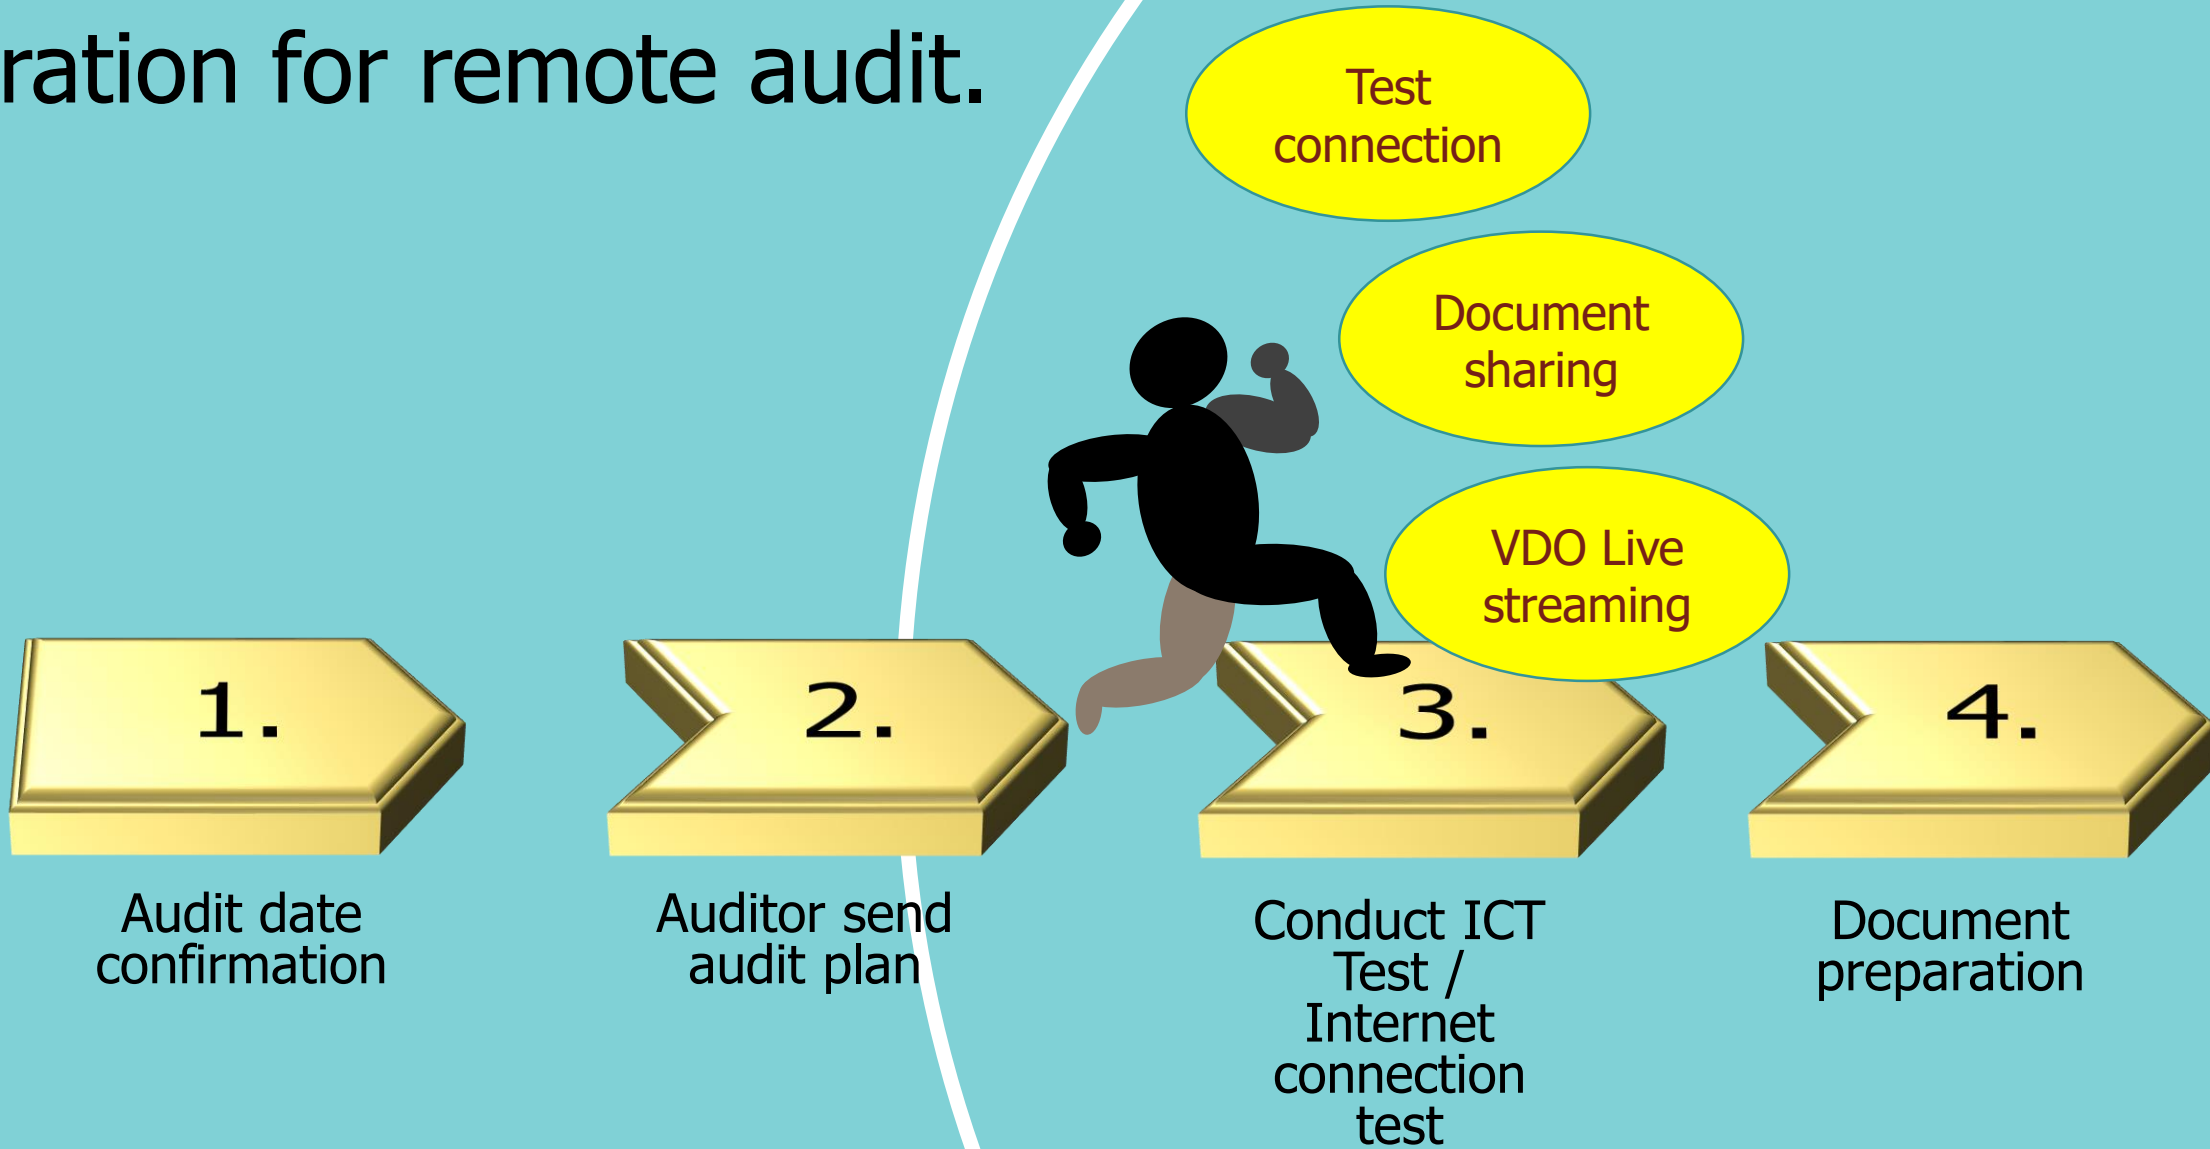 ration for remote audit.
Test
connection
Document
sharing
VDO Live
streaming
1.
2.
3.
4.
Audit date
confirmation
Auditor send
audit plan
Conduct ICT
Test /
Internet
connection
test
Document
preparation